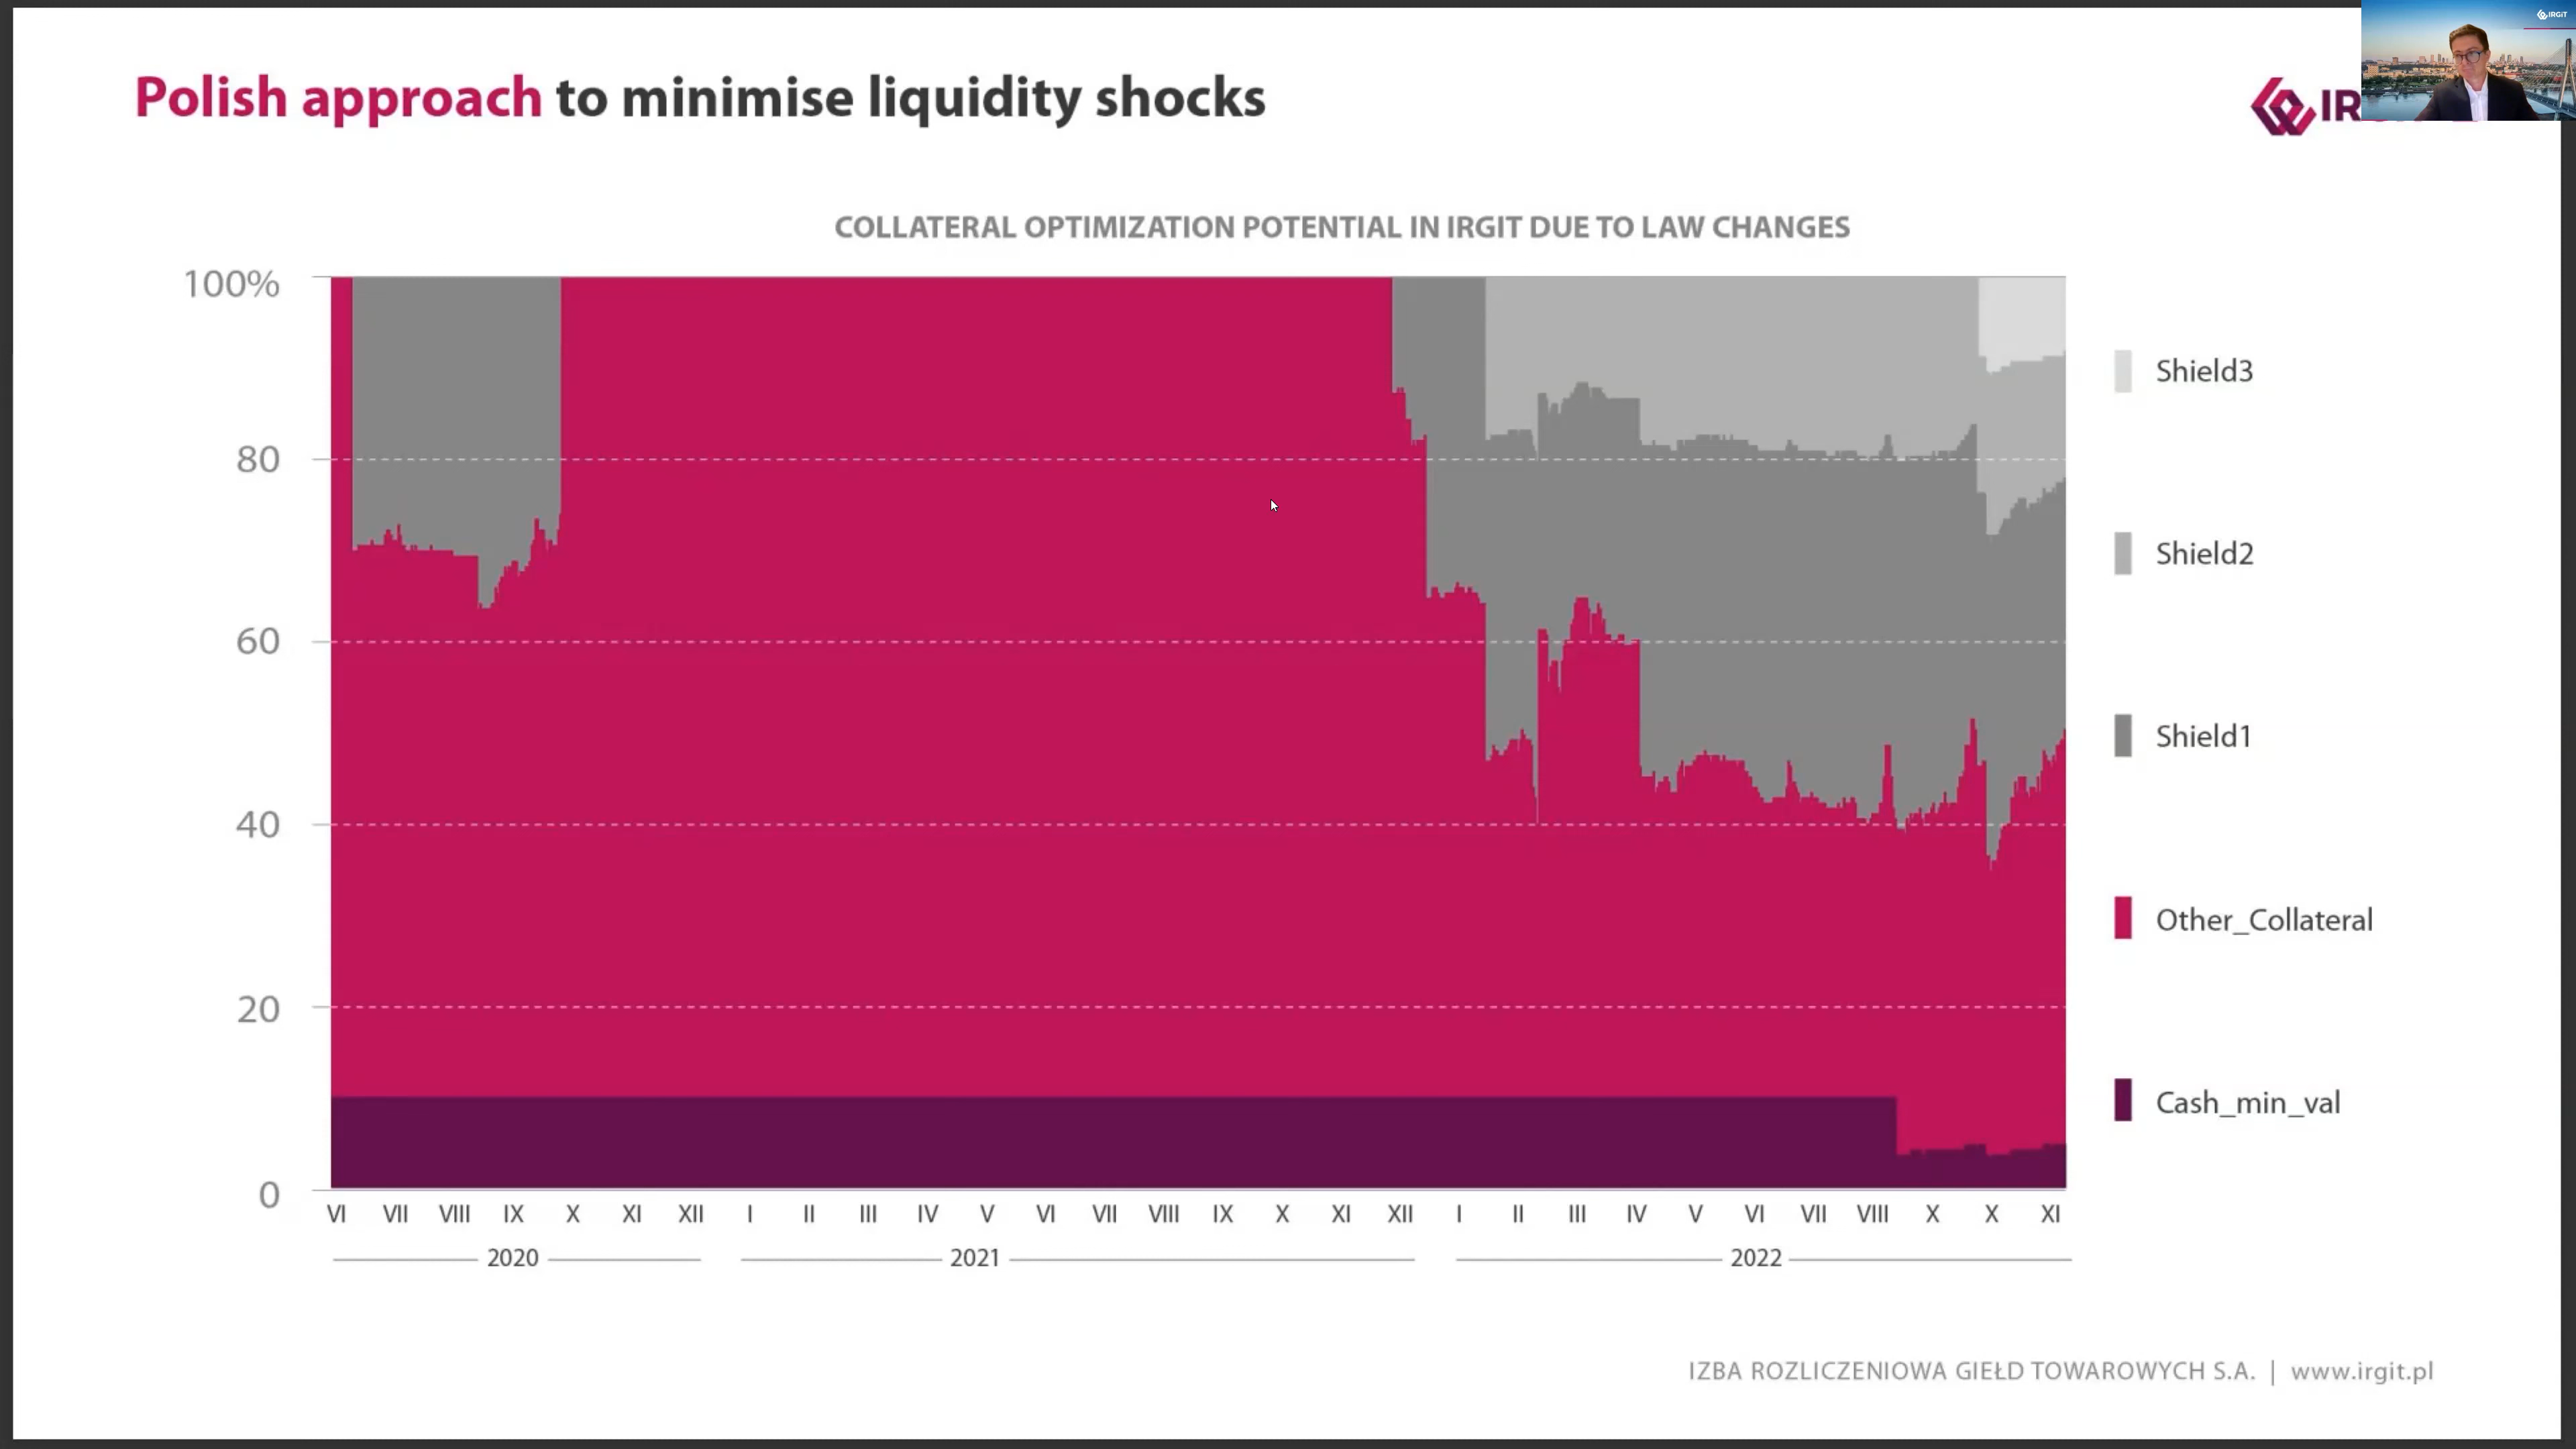 IRGIT
Polish approach to minimise liquidity shocks
IR
COLLATERAL OPTIMIZATION POTENTIAL IN IRGIT DUE TO LAW CHANGES
100%
80
60
40
20
0
Shield3
Shield2
Shield1
Other_Collateral
Cash_min_val
VI VII VIII IX X XI XII I II III IV V VI VII VIII IX X XI XII I II III IV V VI VII VIII X X XI
2020 2021 2022
IZBA ROZLICZENIOWA GIEŁD TOWAROWYCH S.A. | www.irgit.pl